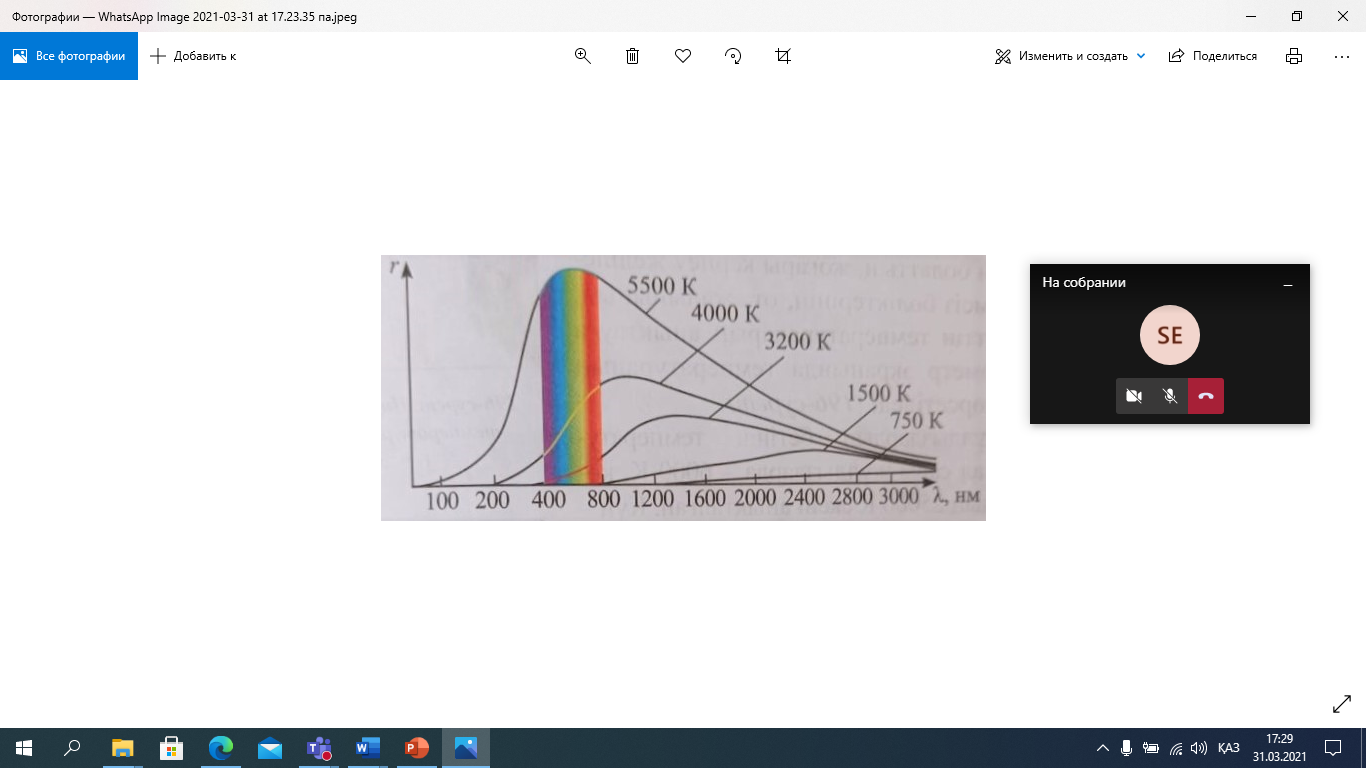 Фотографии — WhatsApp Image 2021-03-31 at 17.23.35 па.jpeg
Все фотографии
Добавить к
Изменить и создать
Поделиться
r
5500 K
4000 K
3200 K
1500 K
750 K
100 200 400 800 1200 1600 2000 2400 2800 3000 λ, нм
На собрании
SE
ҚАЗ
17:29
31.03.2021